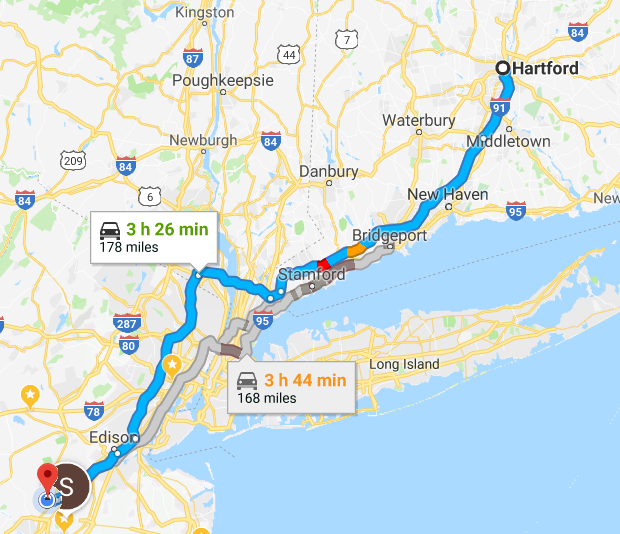 Kingston
87
44
7
84
Poughkeepsie
Hartford
91
Waterbury
Middletown
Newburgh
84
209
84
Danbury
84
6
New Haven
95
New
3 h 26 min
178 miles
Bridgeport
Stamford
287
95
80
Long Island
3 h 44 min
168 miles
78
Edison
S